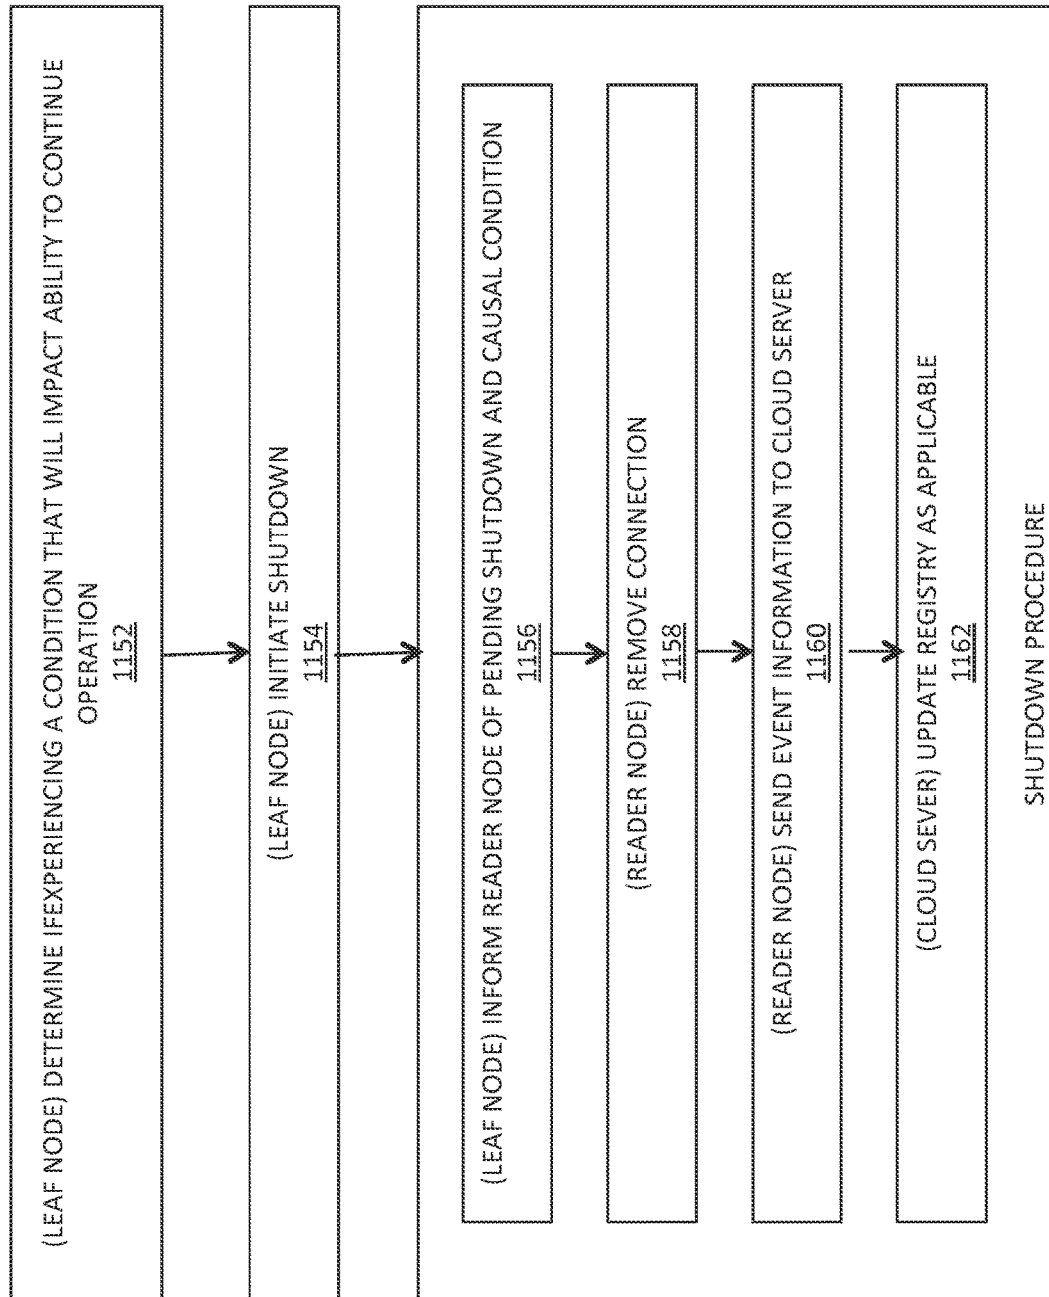 (LEAF NODE) DETERMINE IFEXPERIENCING A CONDITION THAT WILL IMPACT ABILITY TO CONTINUE
OPERATION
1152
(LEAF NODE) INITIATE SHUTDOWN
1154
(LEAF NODE) INFORM READER NODE OF PENDING SHUTDOWN AND CAUSAL CONDITION
1156
(READER NODE) REMOVE CONNECTION
1158
(READER NODE) SEND EVENT INFORMATION TO CLOUD SERVER
1160
(CLOUD SEVER) UPDATE REGISTRY AS APPLICABLE
1162
SHUTDOWN PROCEDURE